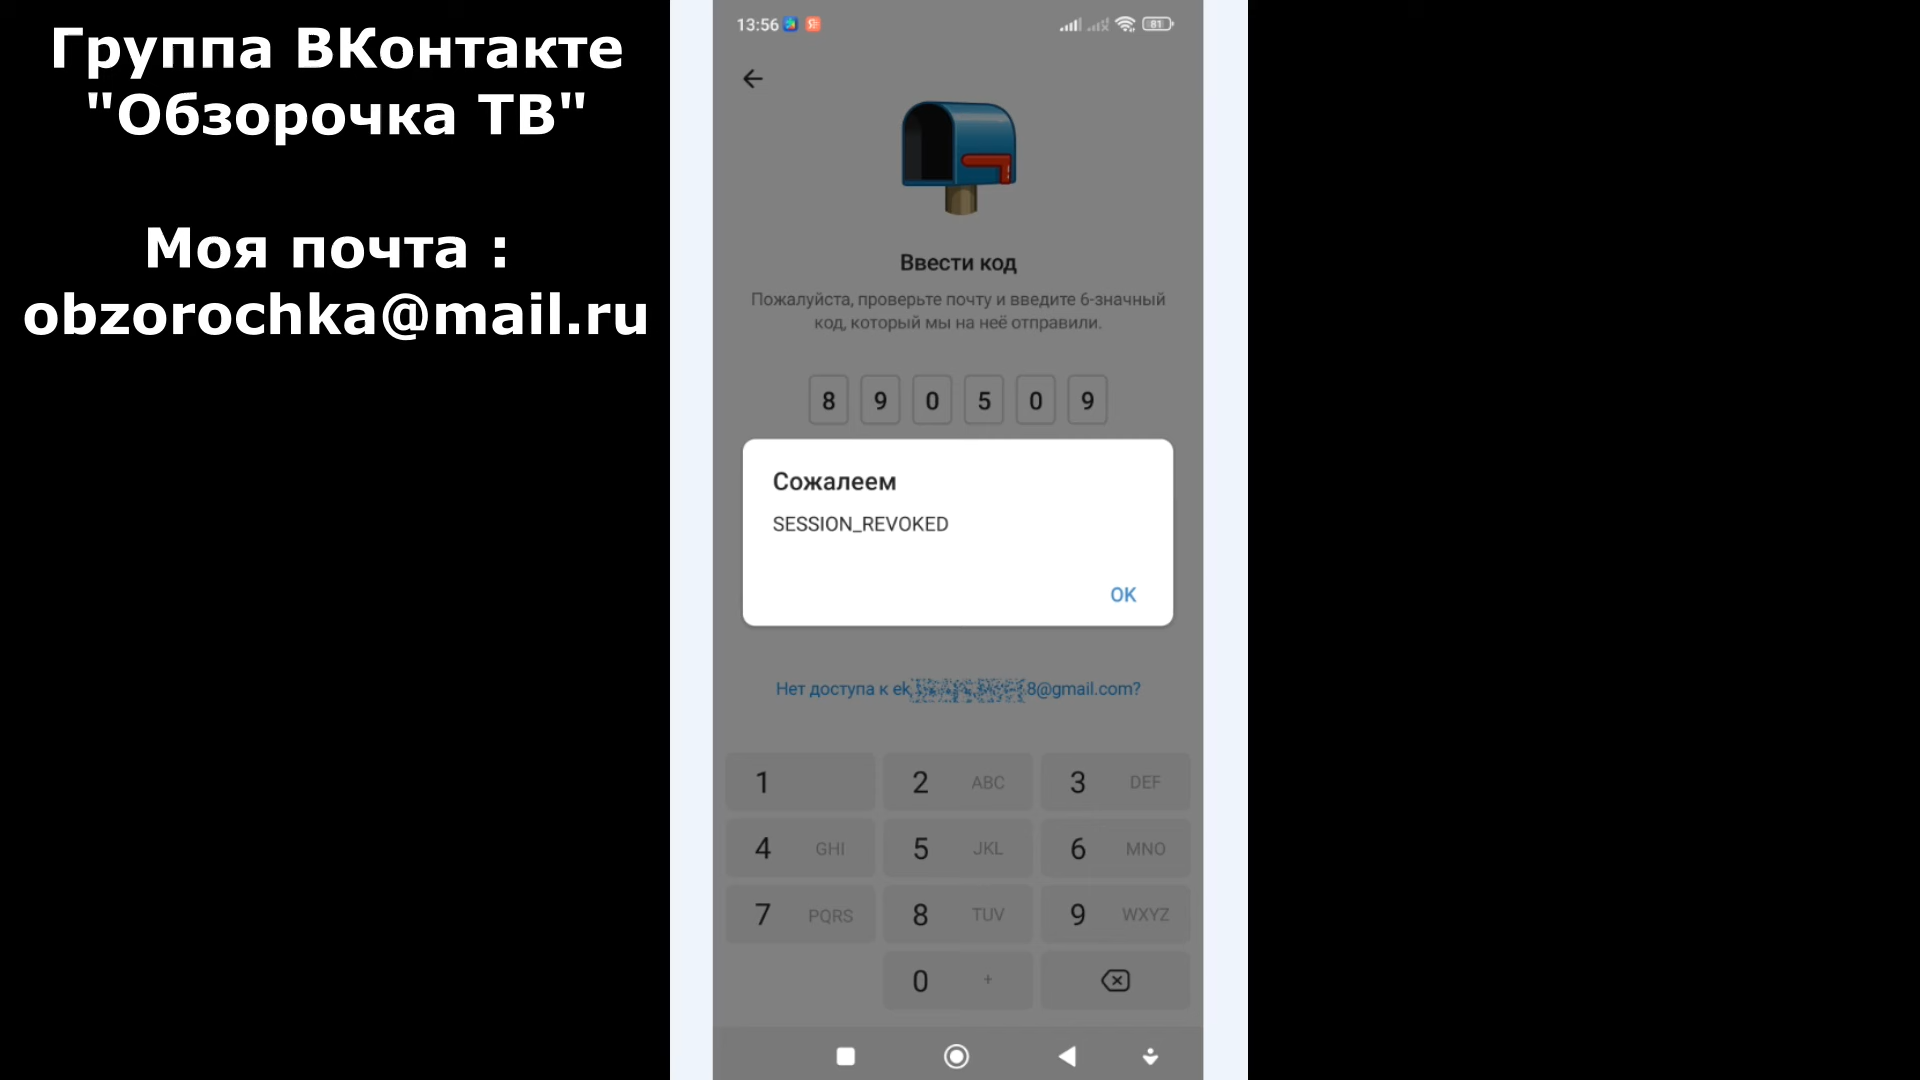 Группа ВКонтакте
"Обзорочка ТВ"
Моя почта :
obzorochka@mail.ru
13:56
81
Ввести код
Пожалуйста, проверьте почту и введите 6-значный
код, который мы на неё отправили.
8 9 0 5 0 9
Сожалеем
SESSION_REVOKED
OK
Нет доступа к ek 8@gmail.com?
1 2 ABC 3 DEF
4 GHI 5 JKL 6 MNO
7 PQRS 8 TUV 9 WXYZ
0 +